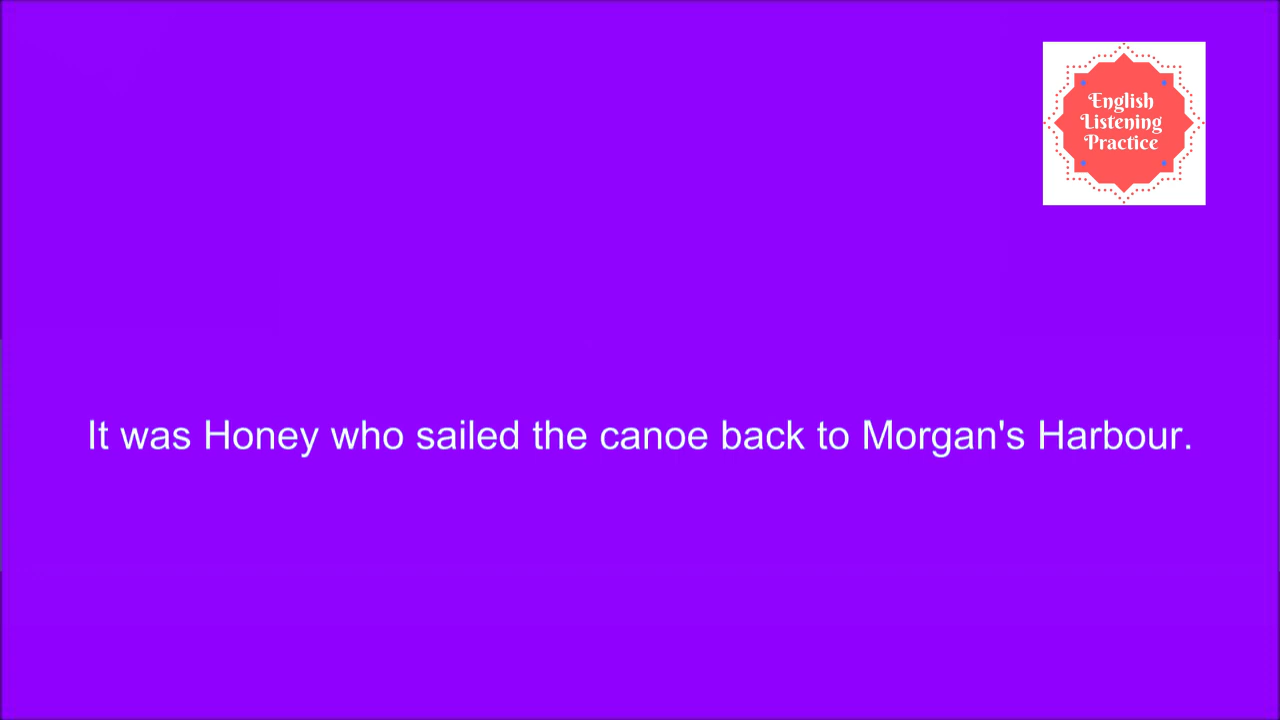 English
Listening
Practice
It was Honey who sailed the canoe back to Morgan's Harbour.